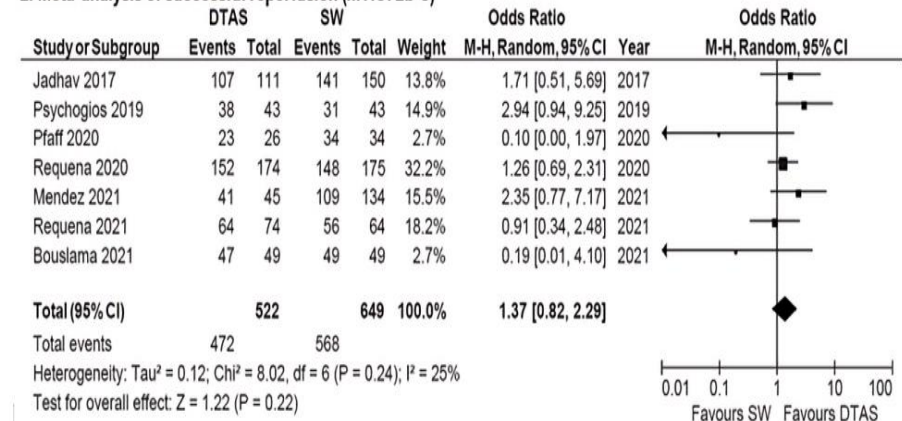 DTAS SW Odds Ratio Odds Ratio
Study or Subgroup Events Total Events Total Weight M-H, Random, 95% CI Year M-H, Random, 95% CI
Jadhav 2017 107 111 141 150 13.8% 1.71 [0.51, 5.69] 2017
Psychogios 2019 38 43 31 43 14.9% 2.94 [0.94, 9.25] 2019
Pfaff 2020 23 26 34 34 2.7% 0.10 [0.00, 1.97] 2020
Requena 2020 152 174 148 175 32.2% 1.26 [0.69, 2.31] 2020
Mendez 2021 41 45 109 134 15.5% 2.35 [0.77, 7.17] 2021
Requena 2021 64 74 56 64 18.2% 0.91 [0.34, 2.48] 2021
Bouslama 2021 47 49 49 49 2.7% 0.19 [0.01, 4.10] 2021
Total (95% CI) 522 649 100.0% 1.37 [0.82, 2.29]
Total events 472 568
Heterogeneity: Tau² = 0.12; Chi² = 8.02, df = 6 (P = 0.24); I² = 25%
Test for overall effect: Z = 1.22 (P = 0.22)
0.01 0.1 1 10 100
Favours SW Favours DTAS